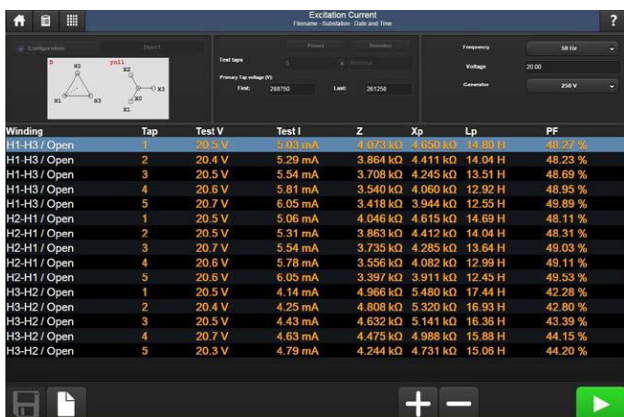 Excitation Current
Filename - Substation - Date and Time
?
Configuration
Dyn11
Primary
Secondary
Frequency
50 Hz
D
H2
H1
H3
yn11
X2
X3
X0
X1
Test taps
5
Nominal
Voltage
20.00
Primary Tap voltage (V):
First:
288750
Last:
261250
Generator
250 V
Winding Tap Test V Test I Z Xp Lp PF
H1-H3 / Open 1 20.5 V 5.03 mA 4.073 kΩ 4.650 kΩ 14.80 H 48.27 %
H1-H3 / Open 2 20.4 V 5.29 mA 3.864 kΩ 4.411 kΩ 14.04 H 48.23 %
H1-H3 / Open 3 20.5 V 5.54 mA 3.708 kΩ 4.245 kΩ 13.51 H 48.69 %
H1-H3 / Open 4 20.6 V 5.81 mA 3.540 kΩ 4.060 kΩ 12.92 H 48.95 %
H1-H3 / Open 5 20.7 V 6.05 mA 3.418 kΩ 3.944 kΩ 12.55 H 49.89 %
H2-H1 / Open 1 20.5 V 5.06 mA 4.046 kΩ 4.615 kΩ 14.69 H 48.11 %
H2-H1 / Open 2 20.5 V 5.31 mA 3.863 kΩ 4.412 kΩ 14.04 H 48.31 %
H2-H1 / Open 3 20.7 V 5.54 mA 3.735 kΩ 4.285 kΩ 13.64 H 49.03 %
H2-H1 / Open 4 20.6 V 5.78 mA 3.556 kΩ 4.082 kΩ 12.99 H 49.11 %
H2-H1 / Open 5 20.6 V 6.05 mA 3.397 kΩ 3.911 kΩ 12.45 H 49.53 %
H3-H2 / Open 1 20.5 V 4.14 mA 4.966 kΩ 5.480 kΩ 17.44 H 42.28 %
H3-H2 / Open 2 20.4 V 4.25 mA 4.808 kΩ 5.320 kΩ 16.93 H 42.80 %
H3-H2 / Open 3 20.5 V 4.43 mA 4.632 kΩ 5.141 kΩ 16.36 H 43.39 %
H3-H2 / Open 4 20.7 V 4.63 mA 4.475 kΩ 4.988 kΩ 15.88 H 44.15 %
H3-H2 / Open 5 20.3 V 4.79 mA 4.244 kΩ 4.731 kΩ 15.06 H 44.20 %